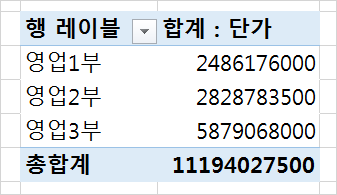 행 레이블 합계 : 단가
영업1부 2486176000
영업2부 2828783500
영업3부 5879068000
총합계 11194027500